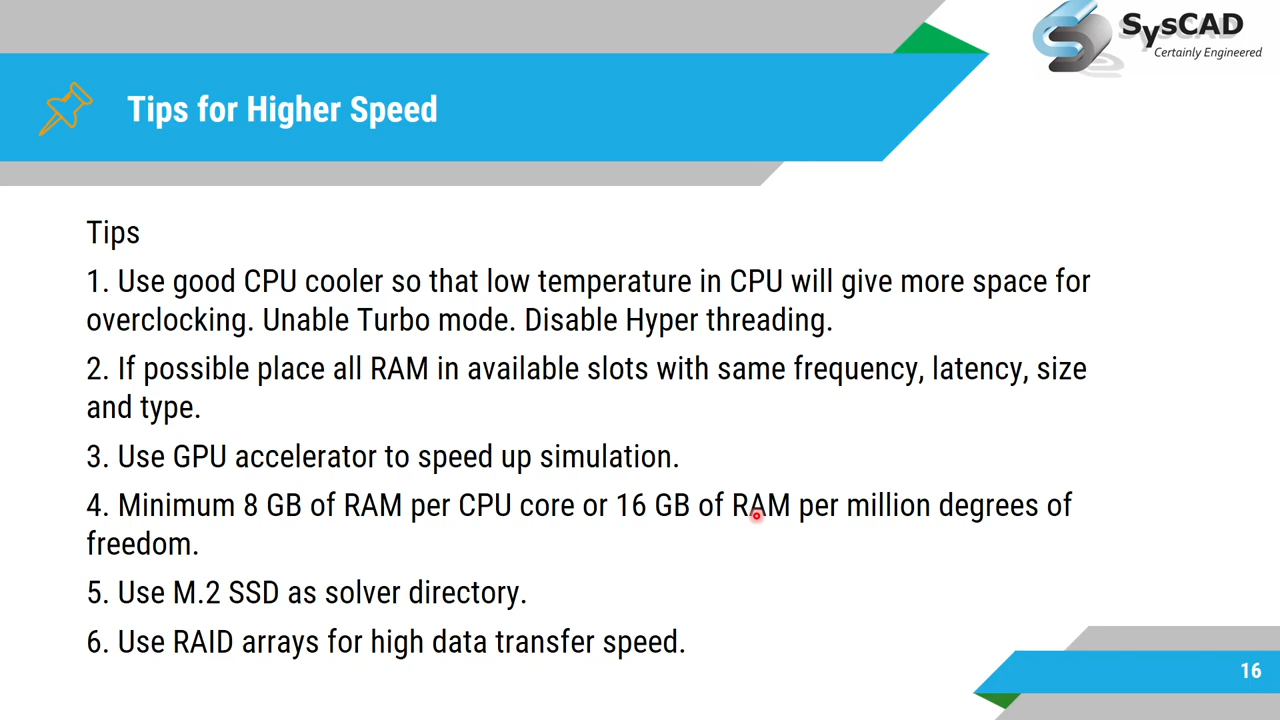 SysCAD
Certainly Engineered
Tips for Higher Speed
Tips
1. Use good CPU cooler so that low temperature in CPU will give more space for
overclocking. Unable Turbo mode. Disable Hyper threading.
2. If possible place all RAM in available slots with same frequency, latency, size
and type.
3. Use GPU accelerator to speed up simulation.
4. Minimum 8 GB of RAM per CPU core or 16 GB of RAM per million degrees of
freedom.
5. Use M.2 SSD as solver directory.
6. Use RAID arrays for high data transfer speed.
16